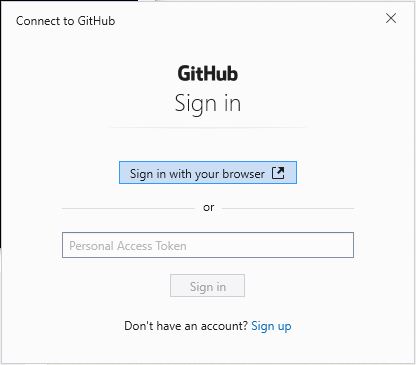 Connect to GitHub
GitHub
Sign in
Sign in with your browser
or
Personal Access Token
Sign in
Don't have an account? Sign up